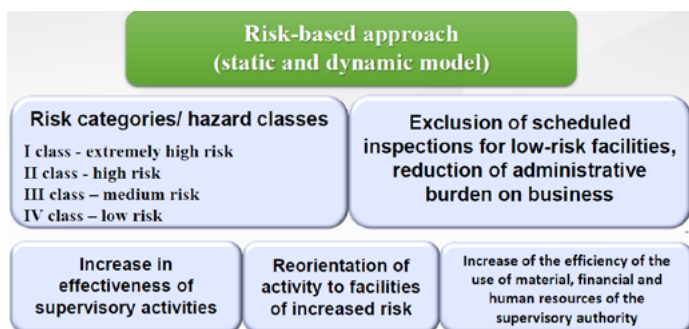 Risk-based approach
(static and dynamic model)
Risk categories/ hazard classes
I class - extremely high risk
II class - high risk
III class – medium risk
IV class – low risk
Exclusion of scheduled
inspections for low-risk facilities,
reduction of administrative
burden on business
Increase in
effectiveness of
supervisory activities
Reorientation of
activity to facilities
of increased risk
Increase of the efficiency of the
use of material, financial and
human resources of the
supervisory authority